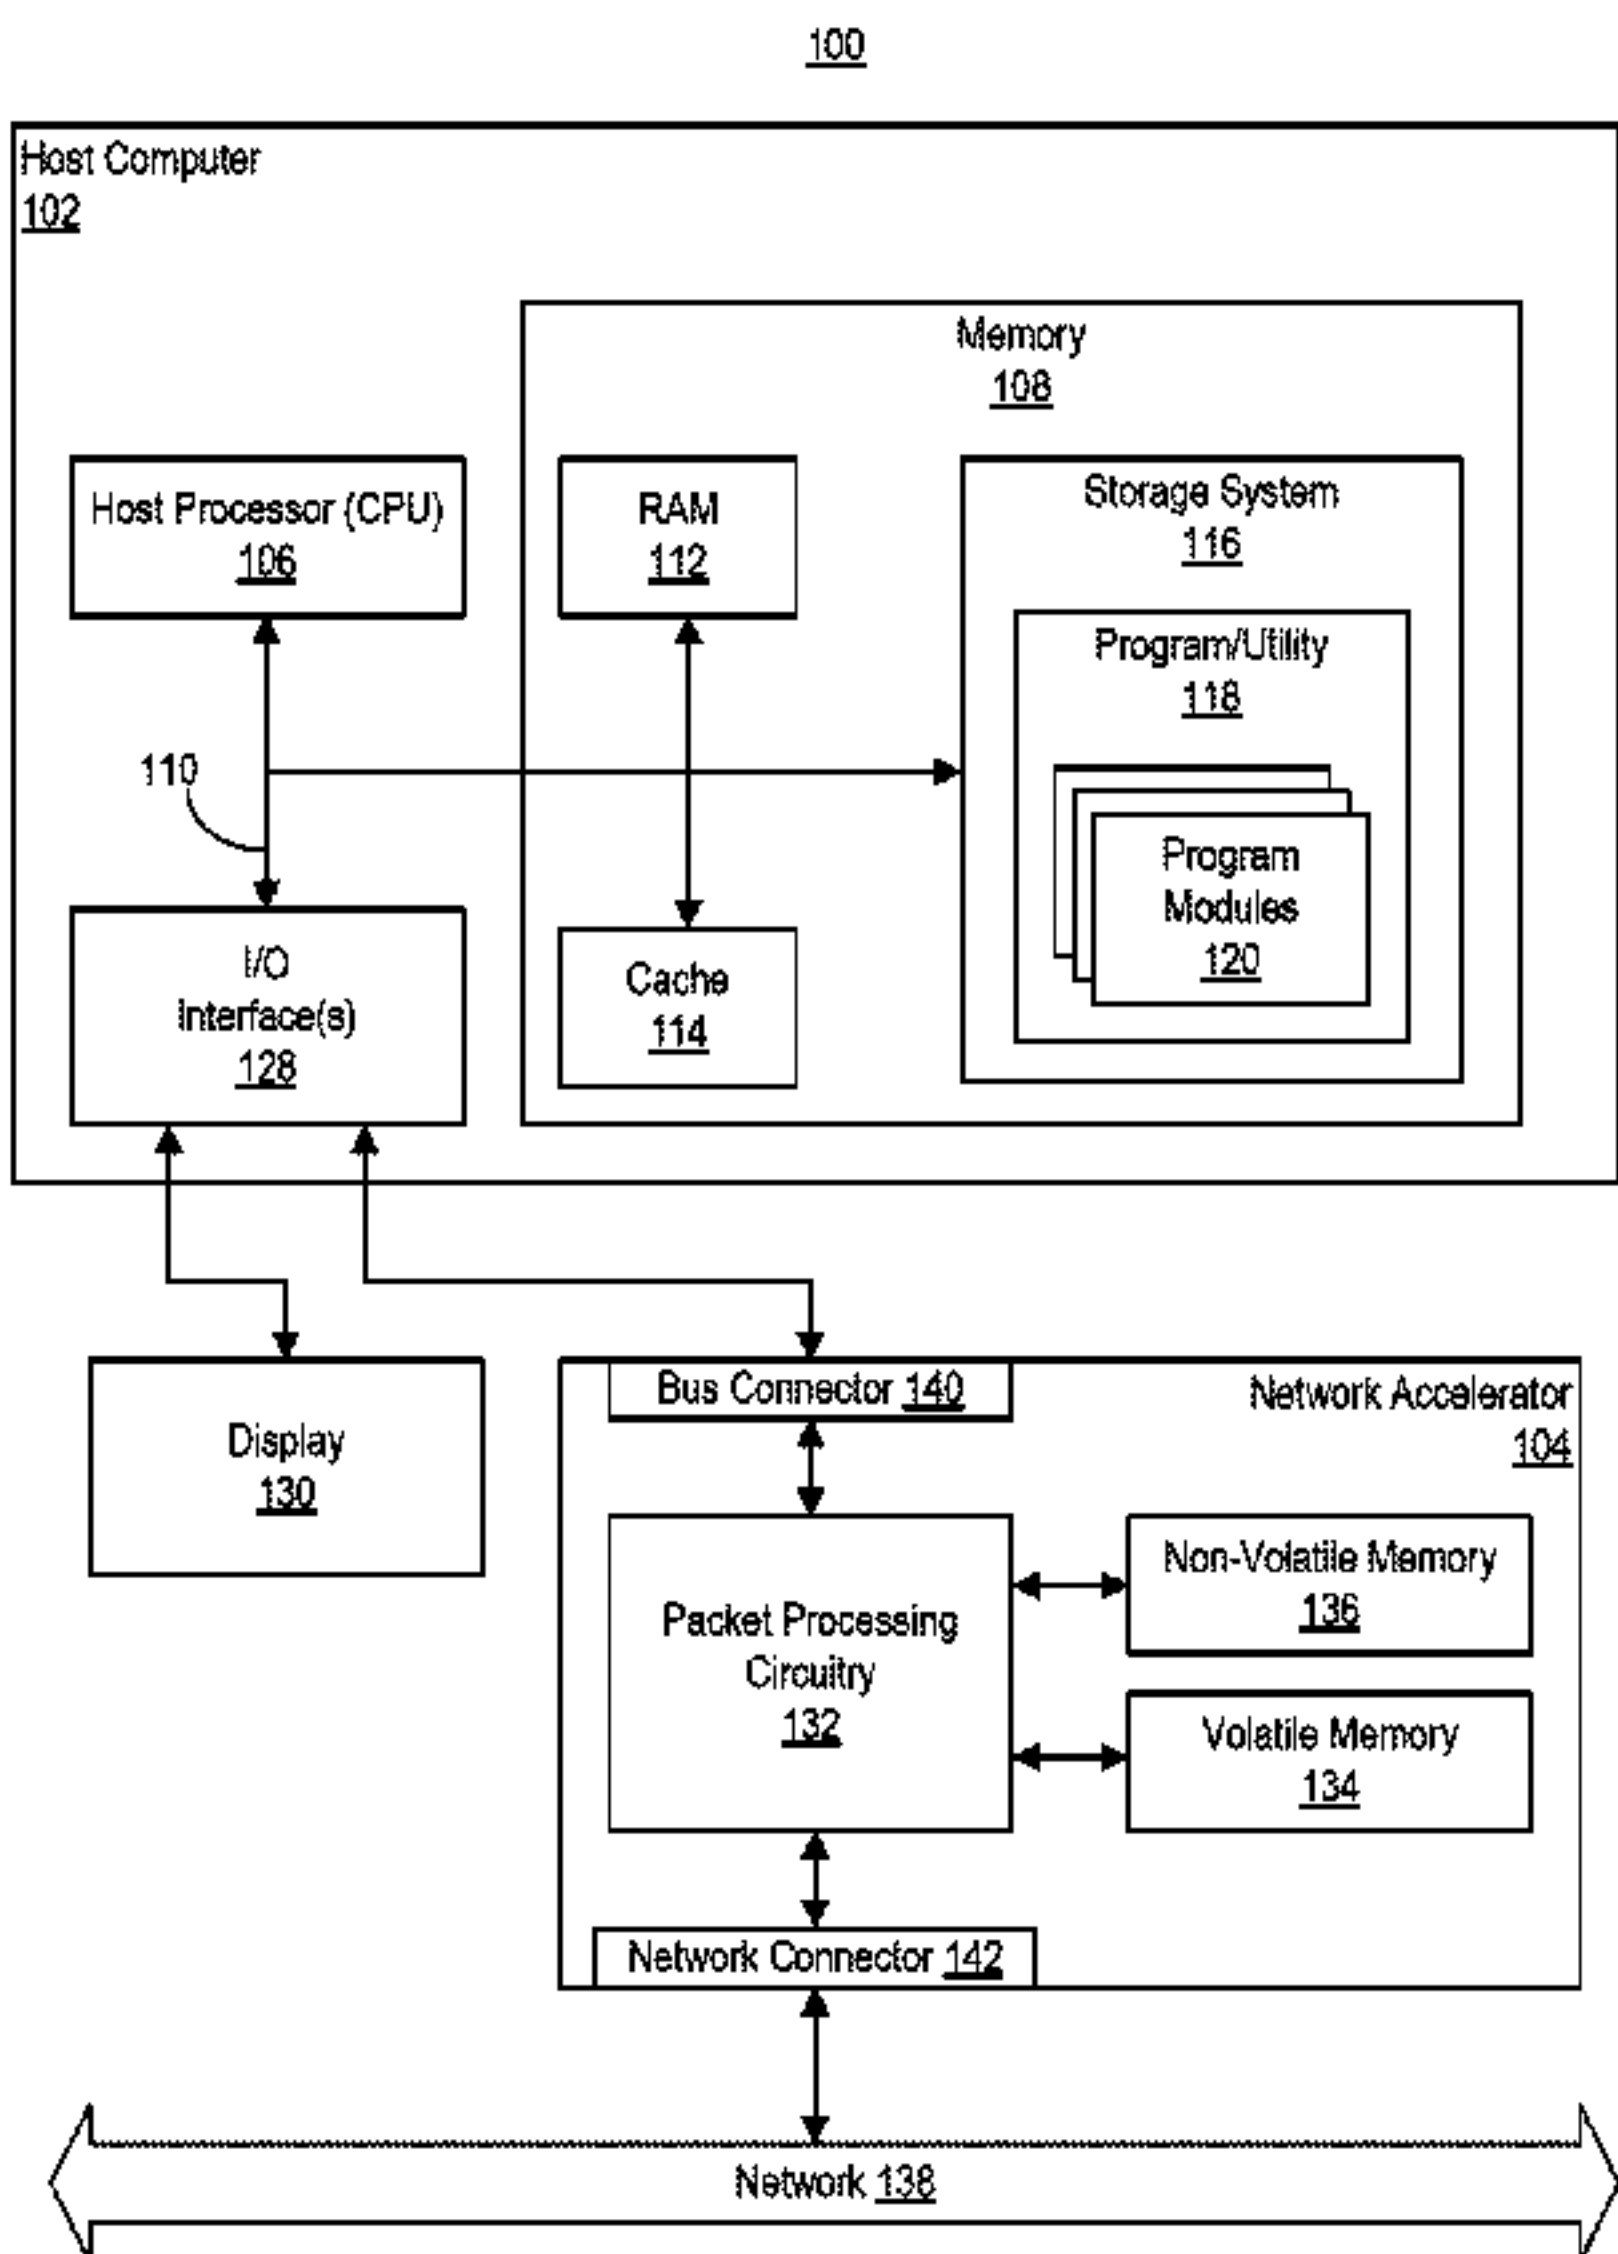 100
Host Computer
102
Memory
108
Host Processor (CPU)
106
RAM
112
Storage System
116
Program/Utility
118
110
Program
Modules
120
I/O
Interface(s)
128
Cache
114
Bus Connector 140
Network Accelerator
104
Display
130
Non-Volatile Memory
136
Packet Processing
Circuitry
132
Volatile Memory
134
Network Connector 142
Network 138